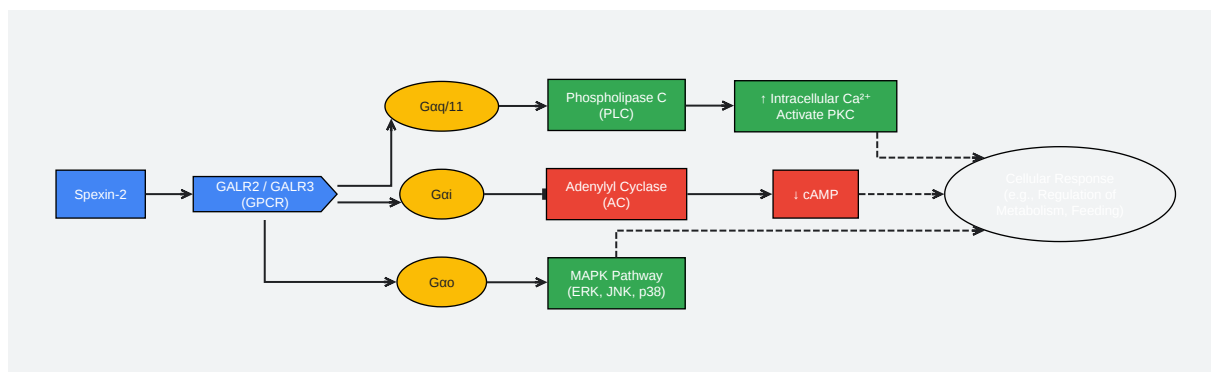 Spexin-2
GALR2 / GALR3
(GPCR)
Gαq/11
Phospholipase C
(PLC)
↑ Intracellular Ca²⁺
Activate PKC
Gαi
Adenylyl Cyclase
(AC)
↓ cAMP
Gαo
MAPK Pathway
(ERK, JNK, p38)
Cellular Response
(e.g., Regulation of
Metabolism, Feeding)